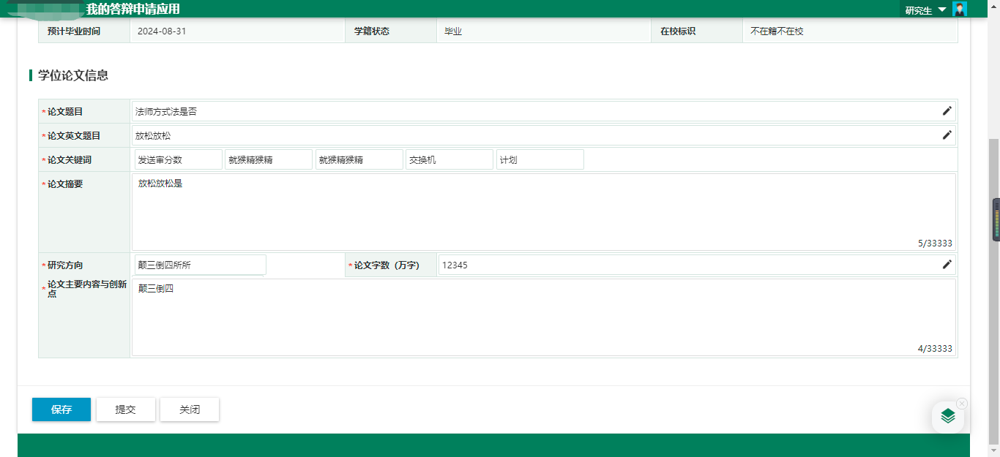 我的答辩申请应用 研究生
预计毕业时间 2024-08-31 学籍状态 毕业 在校标识 不在籍不在校
学位论文信息
*论文题目 法师方式法是否
*论文英文题目 放松放松
*论文关键词 发送审分数 就猴精猴精 就猴精猴精 交换机 计划
*论文摘要 放松放松是
5/33333
*研究方向 颠三倒四所所 *论文字数（万字） 12345
*论文主要内容与创新点 颠三倒四
4/33333
保存 提交 关闭